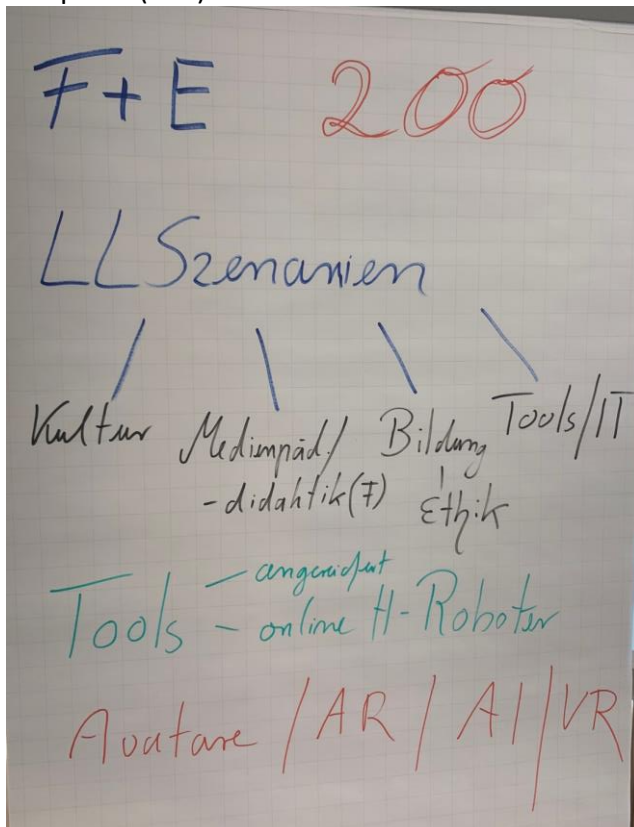 F+E 200
LLSzenarien
Kultur Medienpäd./ Bildung Tools/IT
-didaktik(F) Ethik
angereichert
Tools - online H-Roboter
Avatare / AR / AI / VR